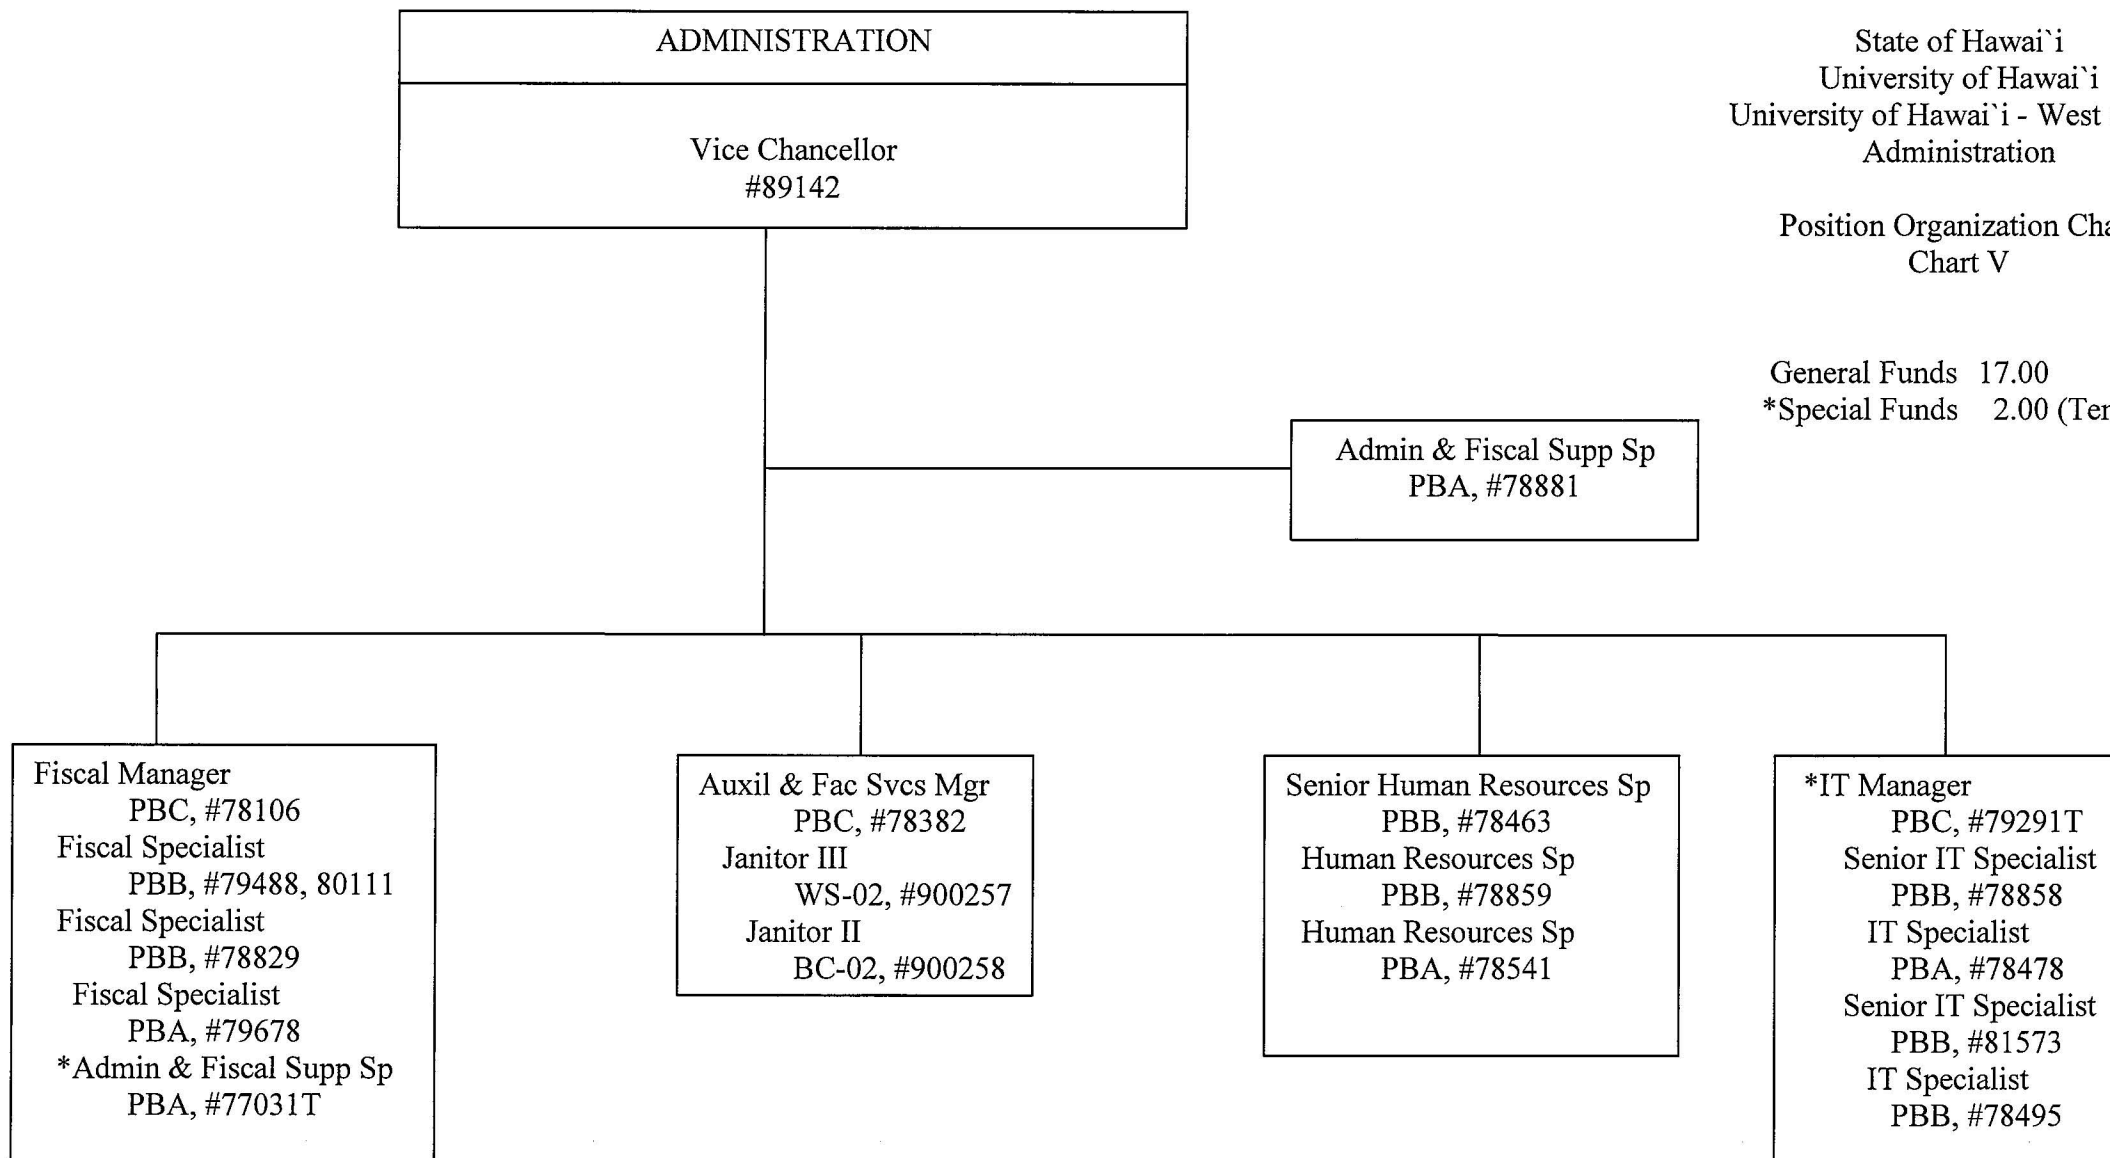 ADMINISTRATION
Vice Chancellor
#89142
State of Hawai`i
University of Hawai`i
University of Hawai`i - West
Administration
Position Organization
Chart V
General Funds 17.00
*Special Funds 2.00
Admin & Fiscal Supp Sp
PBA, #78881
Fiscal Manager
PBC, #78106
Fiscal Specialist
PBB, #79488, 80111
Fiscal Specialist
PBB, #78829
Fiscal Specialist
PBA, #79678
*Admin & Fiscal Supp Sp
PBA, #77031T
Auxil & Fac Svcs Mgr
PBC, #78382
Janitor III
WS-02, #900257
Janitor II
BC-02, #900258
Senior Human Resources Sp
PBB, #78463
Human Resources Sp
PBB, #78859
Human Resources Sp
PBA, #78541
*IT Manager
PBC, #79291T
Senior IT Specialist
PBB, #78858
IT Specialist
PBA, #78478
Senior IT Specialist
PBB, #81573
IT Specialist
PBB, #78495